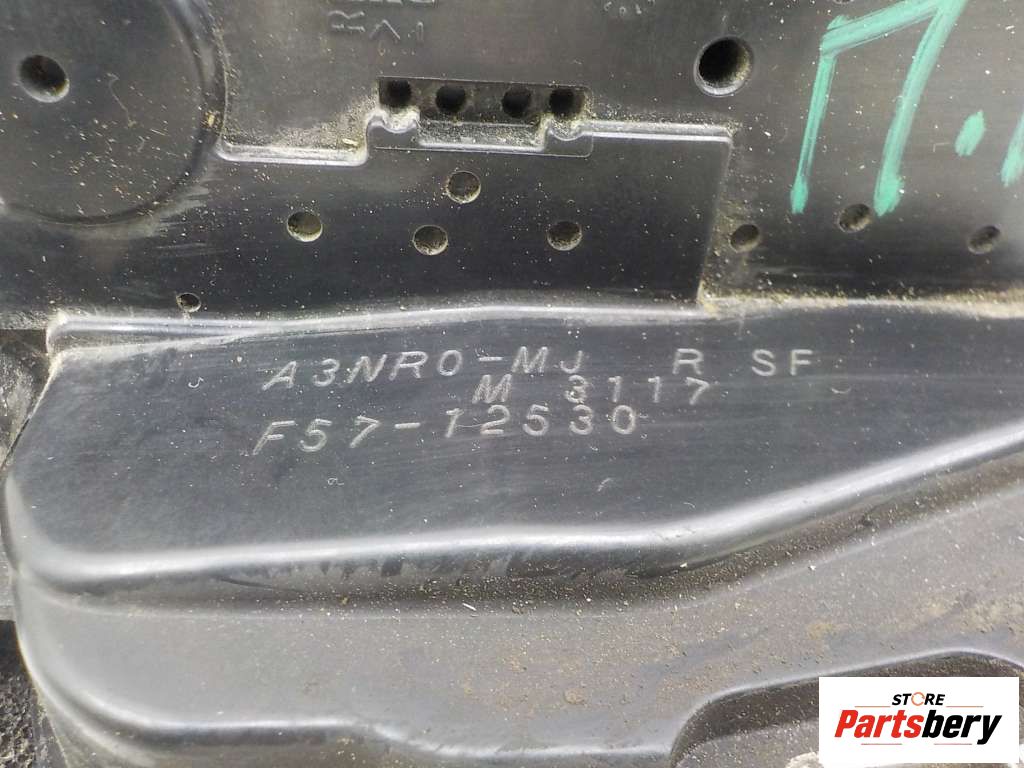 П.
A3NR0-MJ R SF
M 3117
F57-12530
STORE
Partsbery